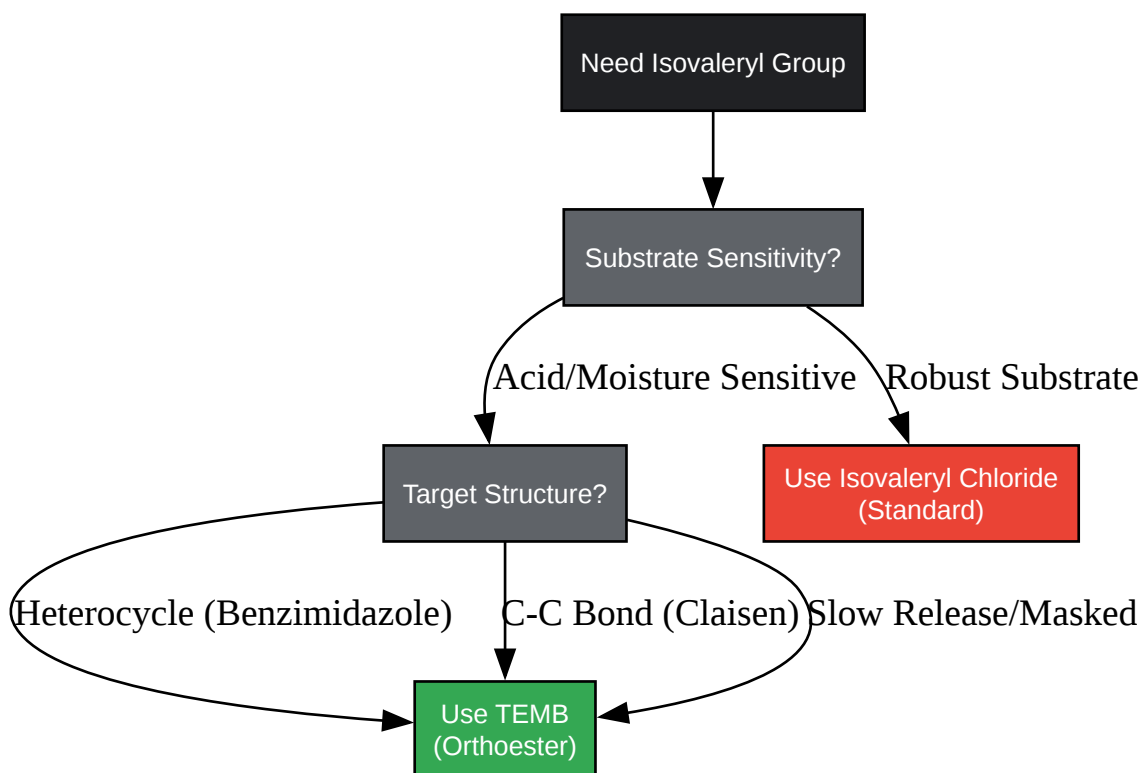 Need Isovaleryl Group
Substrate Sensitivity?
Acid/Moisture Sensitive
Robust Substrate
Target Structure?
Use Isovaleryl Chloride
(Standard)
Heterocycle (Benzimidazole)
C-C Bond (Claisen)
Slow Release/Masked
Use TEMB
(Orthoester)